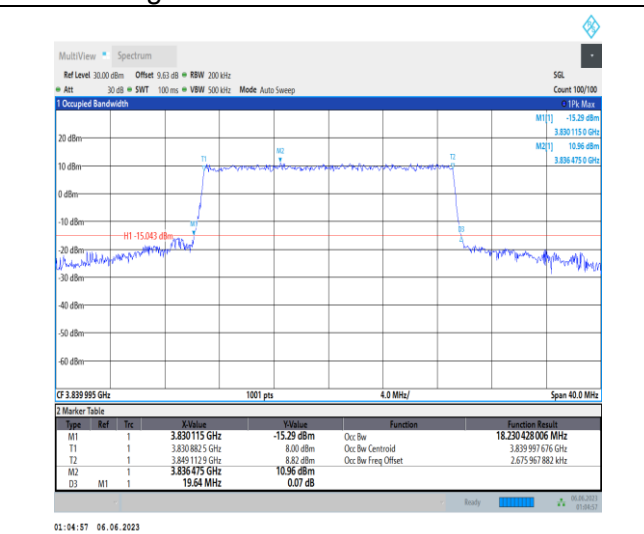 MultiView Spectrum
Ref Level 30.00 dBm Offset 9.63 dB RBW 200 kHz SGL
Att 30 dB SWT 100 ms VBW 500 kHz Mode Auto Sweep Count 100/100
1 Occupied Bandwidth 1Pk Max
M1[1] -15.29 dBm
3.830 115 0 GHz
M2[1] 10.96 dBm
3.836 475 0 GHz
20 dBm
T1 M2 T2
10 dBm
0 dBm
-10 dBm
M1 D3
H1 -15.043 dBm
-20 dBm
-30 dBm
-40 dBm
-50 dBm
-60 dBm
CF 3.839 995 GHz 1001 pts 4.0 MHz/ Span 40.0 MHz
2 Marker Table
Type Ref Trc X-Value Y-Value Function Function Result
M1 1 3.830 115 GHz -15.29 dBm Occ Bw 18.230 428 006 MHz
T1 1 3.830 882 5 GHz 8.00 dBm Occ Bw Centroid 3.839 997 676 GHz
T2 1 3.849 112 9 GHz 8.82 dBm Occ Bw Freq Offset 2.675 967 882 kHz
M2 1 3.836 475 GHz 10.96 dBm
D3 M1 1 19.64 MHz 0.07 dB
Ready 06.06.2023
01:04:57
01:04:57 06.06.2023